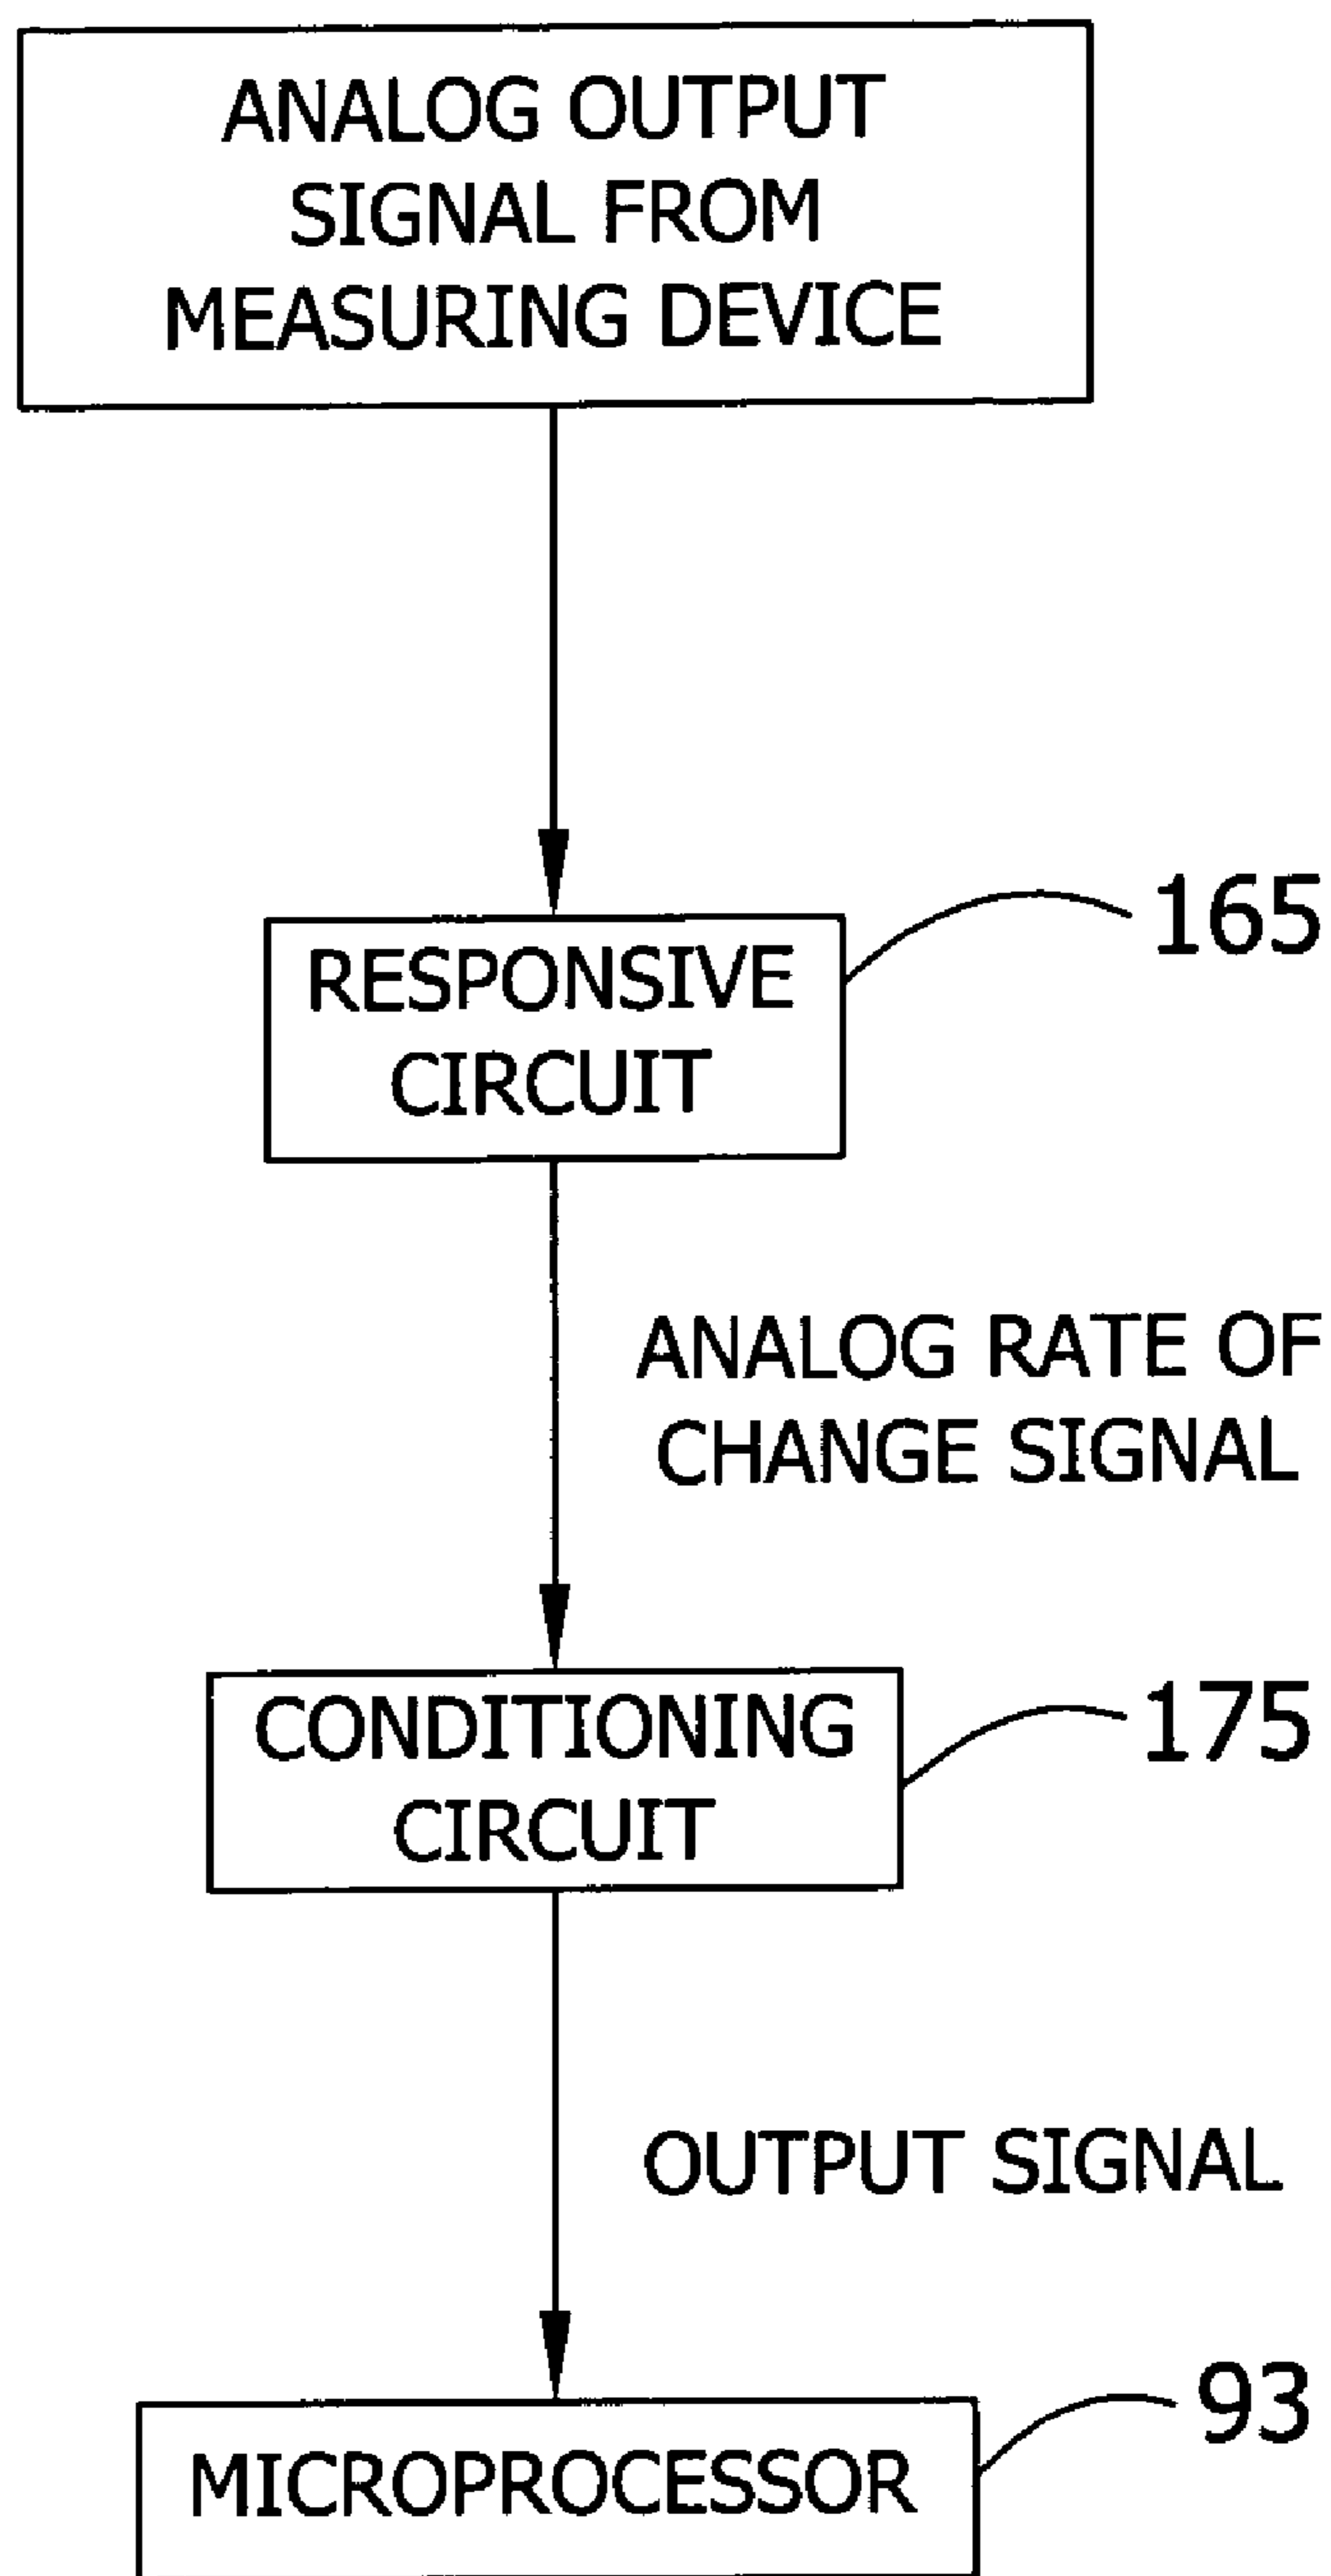 ANALOG OUTPUT
SIGNAL FROM
MEASURING DEVICE
165
RESPONSIVE
CIRCUIT
ANALOG RATE OF
CHANGE SIGNAL
175
CONDITIONING
CIRCUIT
OUTPUT SIGNAL
93
MICROPROCESSOR